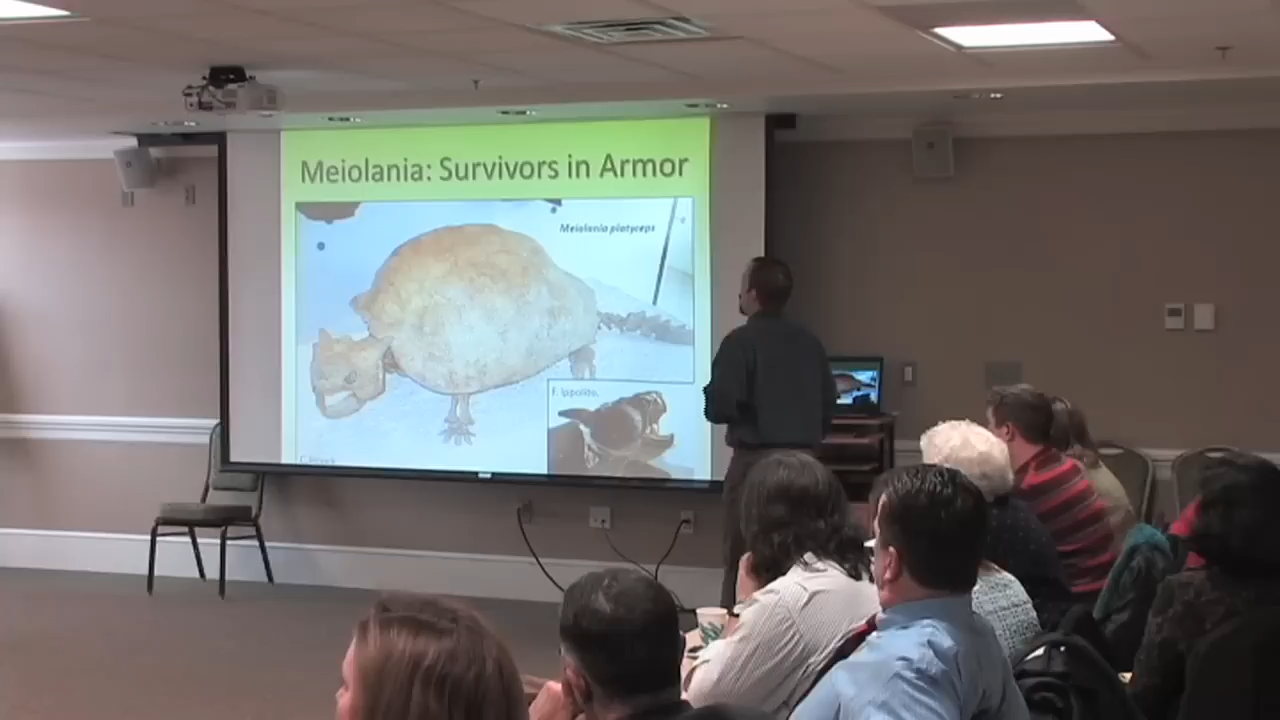 Meiolania: Survivors in Armor
Meiolania platyceps
F. Ippolito,